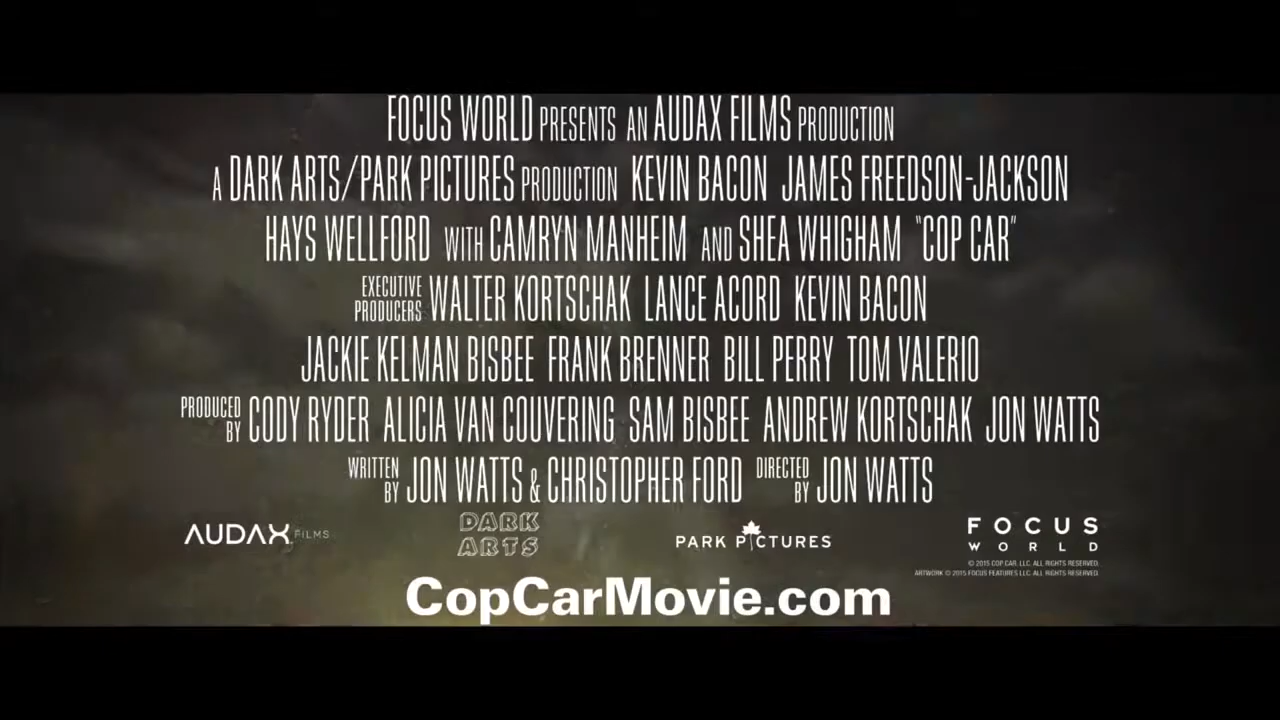 FOCUS WORLD PRESENTS AN AUDAX FILMS PRODUCTION
A DARK ARTS/PARK PICTURES PRODUCTION KEVIN BACON JAMES FREEDSON-JACKSON
HAYS WELLFORD WITH CAMRYN MANHEIM AND SHEA WHIGHAM "COP CAR"
EXECUTIVE PRODUCERS WALTER KORTSCHAK LANCE ACORD KEVIN BACON
JACKIE KELMAN BISBEE FRANK BRENNER BILL PERRY TOM VALERIO
PRODUCED BY CODY RYDER ALICIA VAN COUVERING SAM BISBEE ANDREW KORTSCHAK JON WATTS
WRITTEN BY JON WATTS & CHRISTOPHER FORD DIRECTED BY JON WATTS
AUDAX FILMS
DARK
ARTS
PARK PICTURES
FOCUS
WORLD
© 2015 COP CAR, LLC. ALL RIGHTS RESERVED.
ARTWORK © 2015 FOCUS FEATURES LLC. ALL RIGHTS RESERVED.
CopCarMovie.com